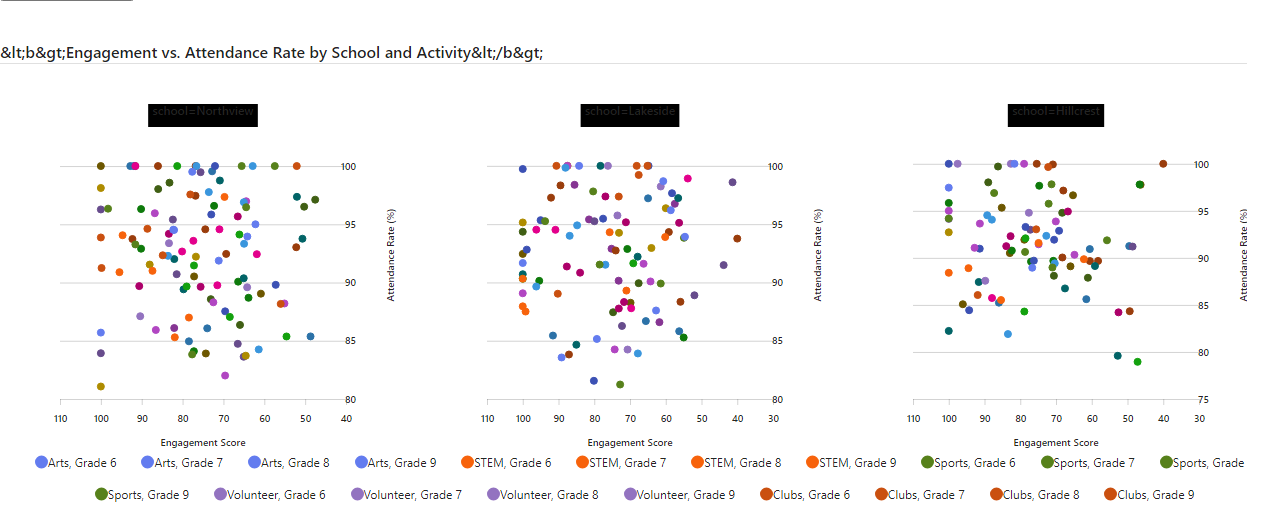 &lt;b&gt;Engagement vs. Attendance Rate by School and Activity&lt;/b&gt;
school=Northview school=Lakeside school=Hillcrest
100 100 100
95 95 95
90 90 90
85 85 85
80 80 80
75
Attendance Rate (%) Attendance Rate (%) Attendance Rate (%)
110 100 90 80 70 60 50 40 110 100 90 80 70 60 50 40 30 110 100 90 80 70 60 50 40 30
Engagement Score Engagement Score Engagement Score
Arts, Grade 6 Arts, Grade 7 Arts, Grade 8 Arts, Grade 9 STEM, Grade 6 STEM, Grade 7 STEM, Grade 8 STEM, Grade 9 Sports, Grade 6 Sports, Grade 7 Sports, Grade
Sports, Grade 9 Volunteer, Grade 6 Volunteer, Grade 7 Volunteer, Grade 8 Volunteer, Grade 9 Clubs, Grade 6 Clubs, Grade 7 Clubs, Grade 8 Clubs, Grade 9